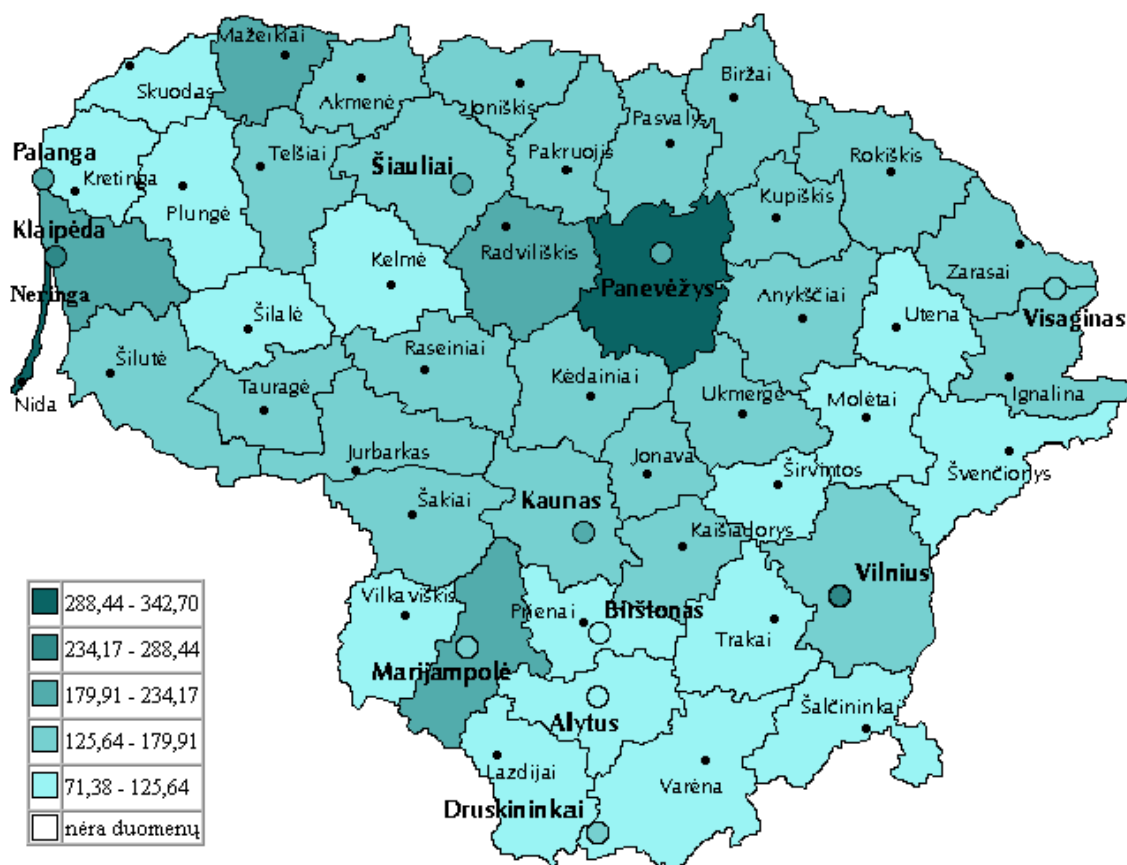 Mažeikiai
Skuodas
Akmenė
Joniškis
Biržai
Pasvalys
Palanga
Kretinga
Telšiai
Šiauliai
Pakruojis
Rokiškis
Plungė
Kupiškis
Klaipėda
Radviliškis
Kelmė
Zarasai
Neringa
Panevėžys
Anykščiai
Utena
Visaginas
Šilalė
Šilutė
Raseiniai
Kėdainiai
Tauragė
Ukmergė
Molėtai
Ignalina
Nida
Jurbarkas
Jonava
Širvintos
Švenčionys
Šakiai
Kaunas
Kaišiadorys
Vilnius
Vilkaviškis
Prienai
Birštonas
Trakai
Marijampolė
Alytus
Šalčininkai
Lazdijai
Varėna
Druskininkai
288,44 - 342,70
234,17 - 288,44
179,91 - 234,17
125,64 - 179,91
71,38 - 125,64
nėra duomenų